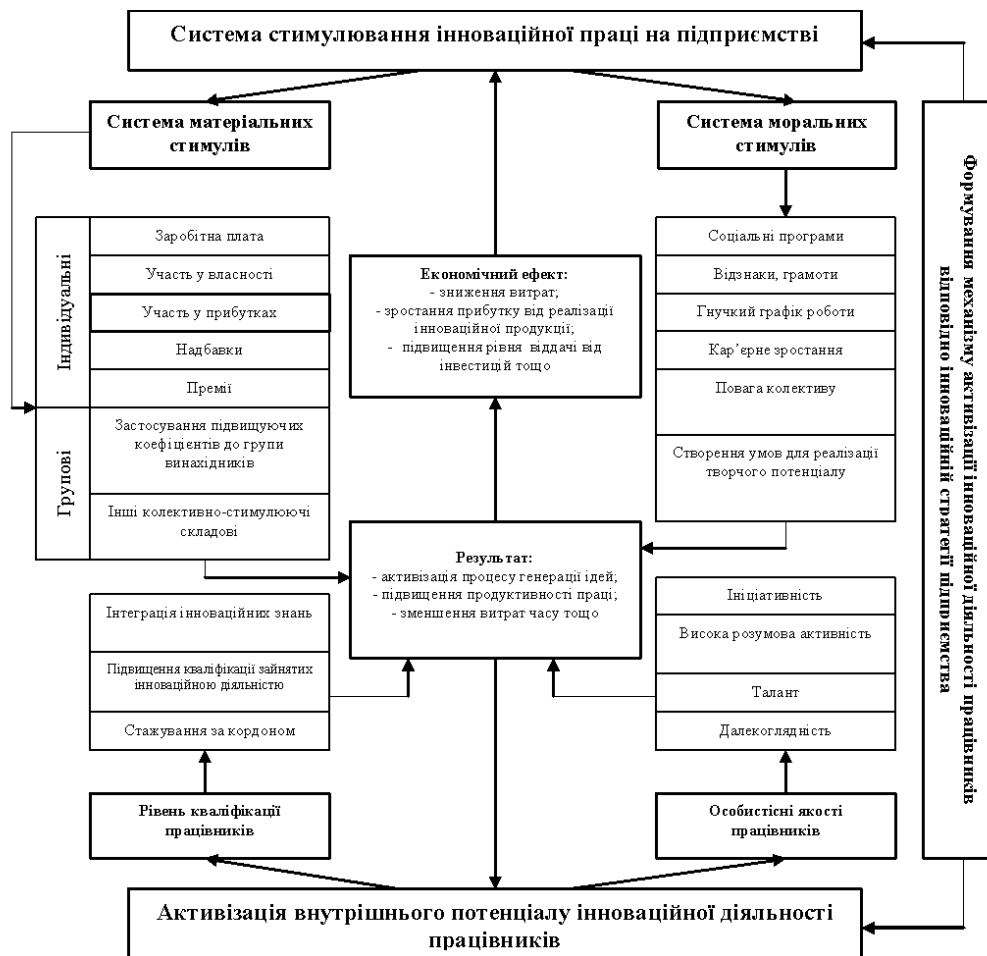 Система стимулювання інноваційної праці на підприємстві
Система матеріальних
стимулів
Система моральних
стимулів
Індивідуальні
Заробітна плата
Участь у власності
Участь у прибутках
Надбавки
Премії
Групові
Застосування підвищуючих
коефіцієнтів до групи
винахідників
Інші колективно-стимулюючі
складові
Економічний ефект:
- зниження витрат;
- зростання прибутку від реалізації
інноваційної продукції;
- підвищення рівня віддачі від
інвестицій тощо
Соціальні програми
Відзнаки, грамоти
Гнучкий графік роботи
Кар’єрне зростання
Повага колективу
Створення умов для реалізації
творчого потенціалу
Результат:
- активізація процесу генерації ідей;
- підвищення продуктивності праці;
- зменшення витрат часу тощо
Інтеграція інноваційних знань
Підвищення кваліфікації зайнятих
інноваційною діяльністю
Стажування за кордоном
Ініціативність
Висока розумова активність
Талант
Далекоглядність
Рівень кваліфікації
працівників
Особистісні якості
працівників
Активізація внутрішнього потенціалу інноваційної діяльності
працівників
Формування механізму активізації інноваційної діяльності працівників
відповідно інноваційній стратегії підприємства